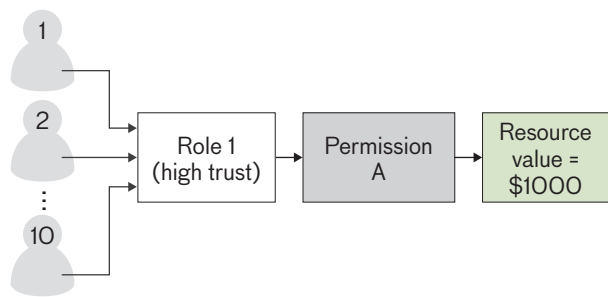 1
2
⋮
10
Role 1
(high trust)
Permission
A
Resource
value =
$1000